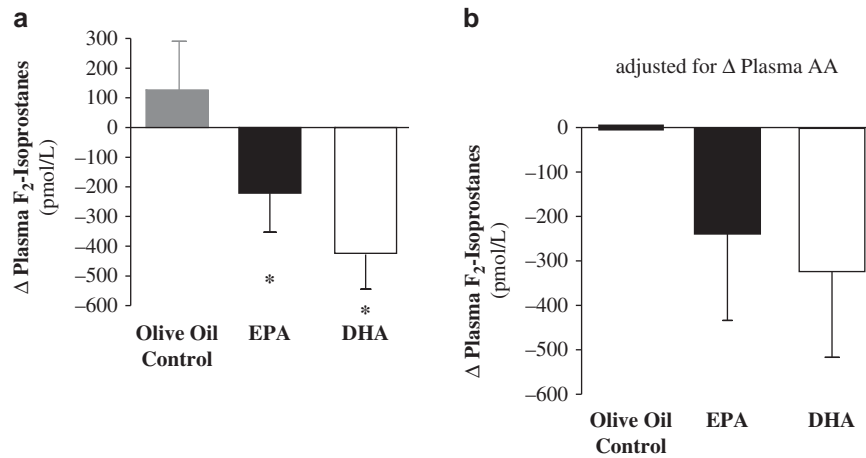 a
Δ Plasma F₂-Isoprostanes
(pmol/L)
300
200
100
0
–100
–200
–300
–400
–500
–600
*
*
Olive Oil
Control
EPA
DHA
b
adjusted for Δ Plasma AA
Δ Plasma F₂-Isoprostanes
(pmol/L)
0
–100
–200
–300
–400
–500
–600
Olive Oil
Control
EPA
DHA